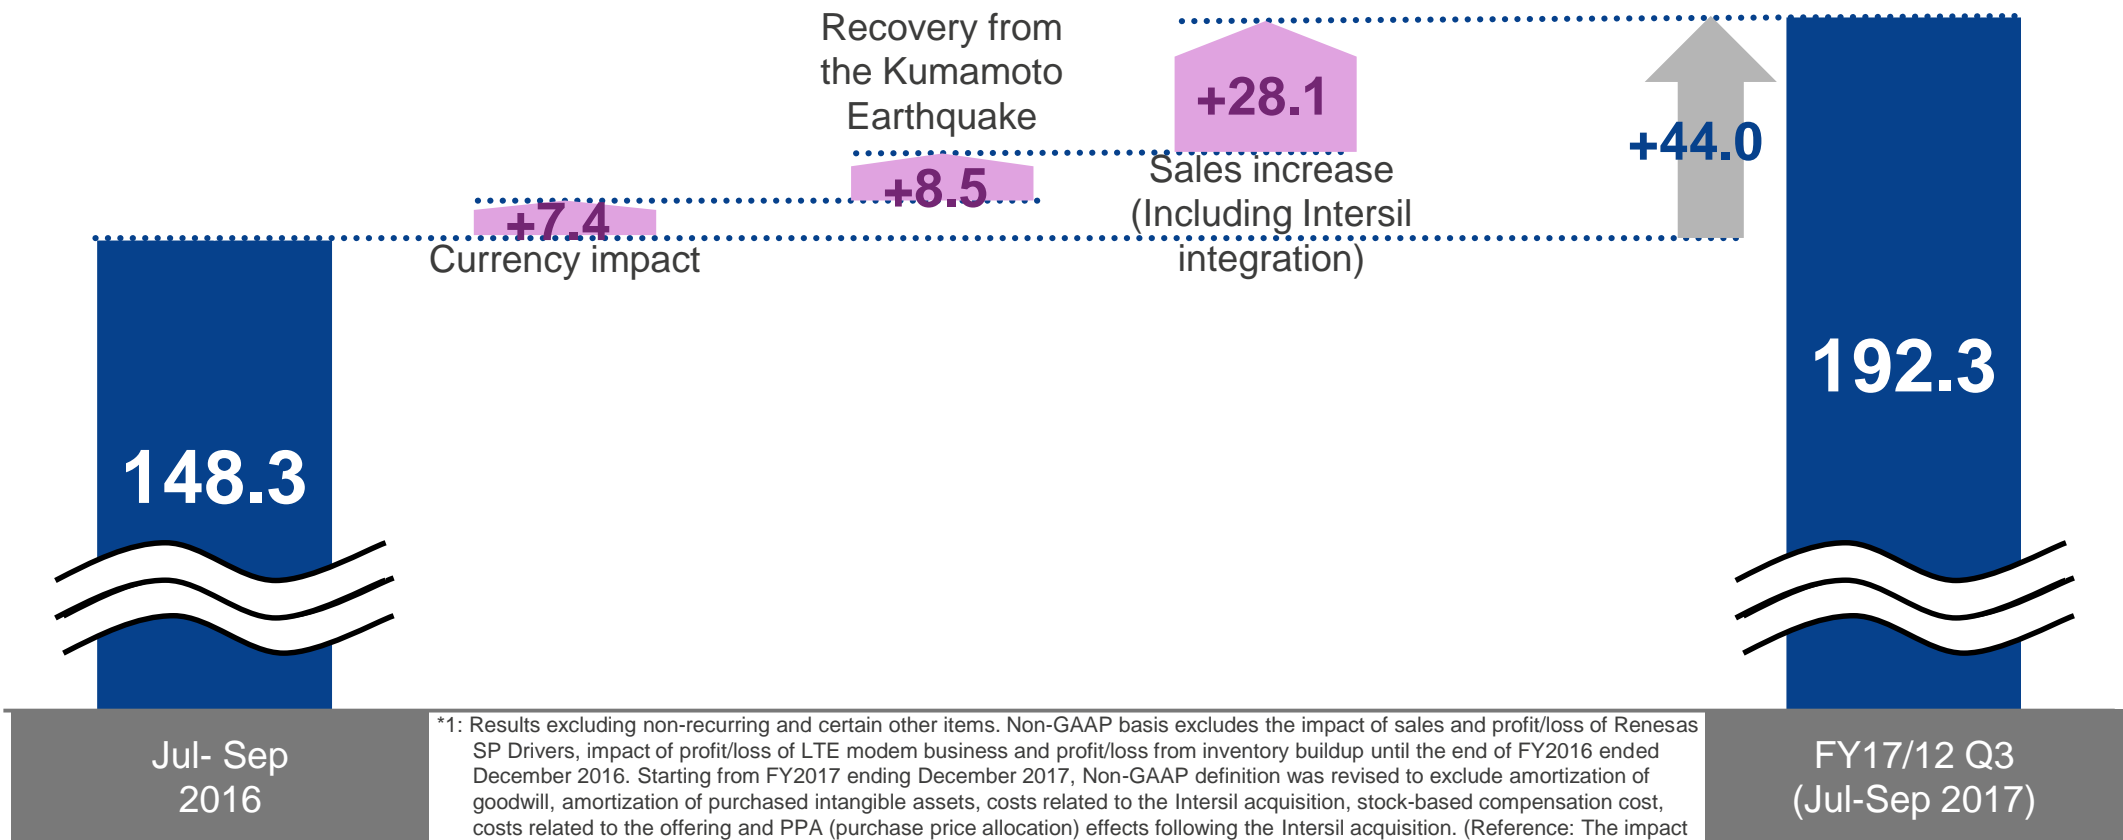 Recovery from
the Kumamoto
Earthquake
+28.1
+44.0
+8.5
Sales increase
(Including Intersil
integration)
+7.4
Currency impact
148.3
192.3
Jul- Sep
2016
*1: Results excluding non-recurring and certain other items. Non-GAAP basis excludes the impact of sales and profit/loss of Renesas
SP Drivers, impact of profit/loss of LTE modem business and profit/loss from inventory buildup until the end of FY2016 ended
December 2016. Starting from FY2017 ending December 2017, Non-GAAP definition was revised to exclude amortization of
goodwill, amortization of purchased intangible assets, costs related to the Intersil acquisition, stock-based compensation cost,
costs related to the offering and PPA (purchase price allocation) effects following the Intersil acquisition. (Reference: The impact
FY17/12 Q3
(Jul-Sep 2017)